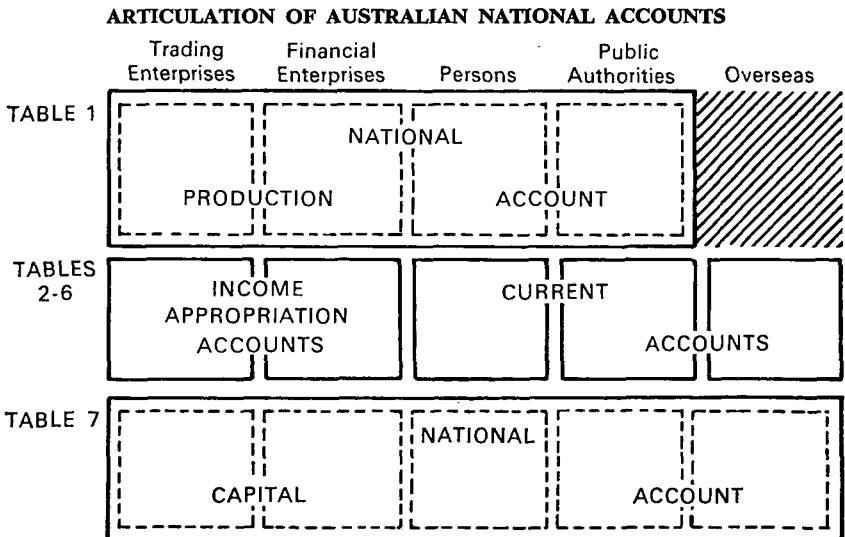 ARTICULATION OF AUSTRALIAN NATIONAL ACCOUNTS
Trading Enterprises
Financial Enterprises
Persons
Public Authorities
Overseas
TABLE 1
NATIONAL
PRODUCTION ACCOUNT
TABLES 2-6
INCOME APPROPRIATION ACCOUNTS
CURRENT ACCOUNTS
TABLE 7
NATIONAL
CAPITAL ACCOUNT